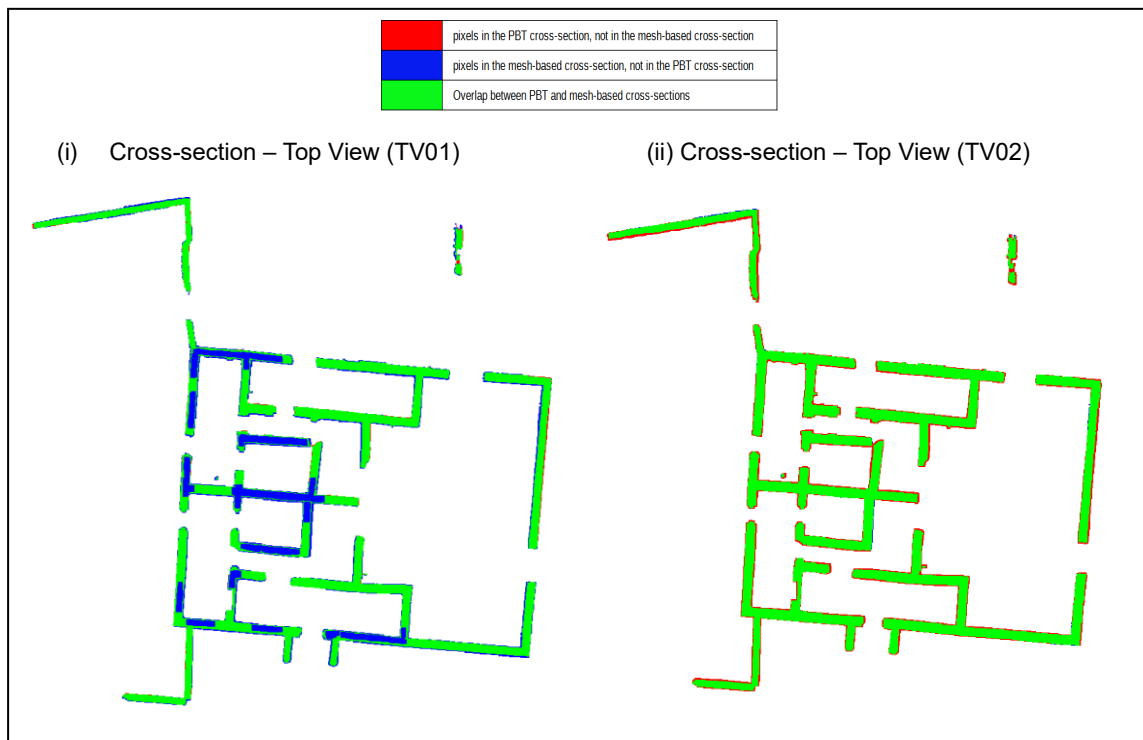 pixels in the PBT cross-section, not in the mesh-based cross-section
pixels in the mesh-based cross-section, not in the PBT cross-section
Overlap between PBT and mesh-based cross-sections
(i) Cross-section – Top View (TV01)
(ii) Cross-section – Top View (TV02)